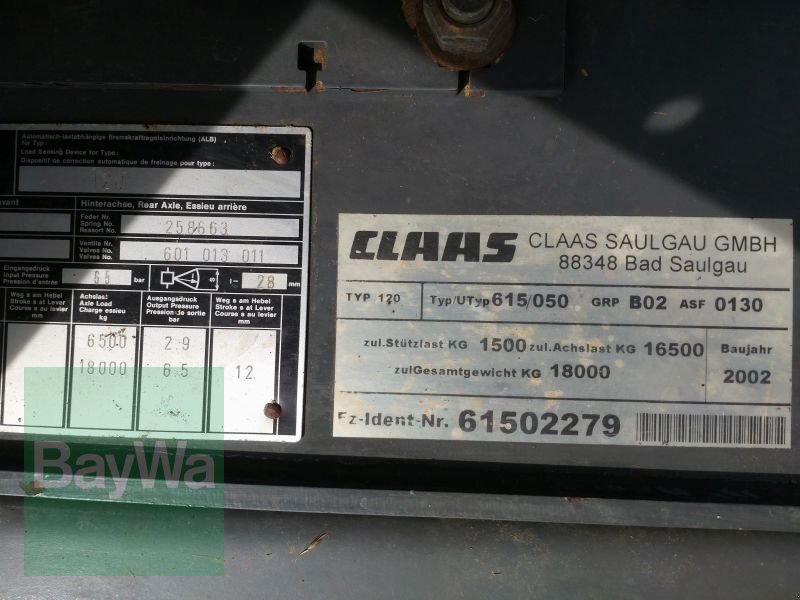 Automatisch-lastabhängige Bremskraftregeleinrichtung (ALB)
für Typ:
Load Sensing Device for Type:
Dispositif de correction automatique de freinage pour type:
avant
Hinterachse, Rear Axle, Essieu arrière
Feder Nr.
Spring No.
Ressort No.
258663
Ventile Nr.
Valves No.
Valves No.
601 013 011
Eingangsdruck
Input Pressure
Pression d'entrée
6.5 bar
28 mm
Weg s am Hebel
Stroke s at Lever
Course s au levier
mm
Achslast
Axle Load
Charge essieu
kg
Ausgangsdruck
Output Pressure
Pression de sortie
bar
Weg s am Hebel
Stroke s at Lever
Course s au levier
mm
6500 2.9
18000 6.5 12
CLAAS CLAAS SAULGAU GMBH
88348 Bad Saulgau
TYP 120 Typ/UTyp 615/050 GRP B02 ASF 0130
zul.Stützlast KG 1500 zul.Achslast KG 16500 Baujahr
zulGesamtgewicht KG 18000 2002
Fz-Ident-Nr. 61502279
BayWa